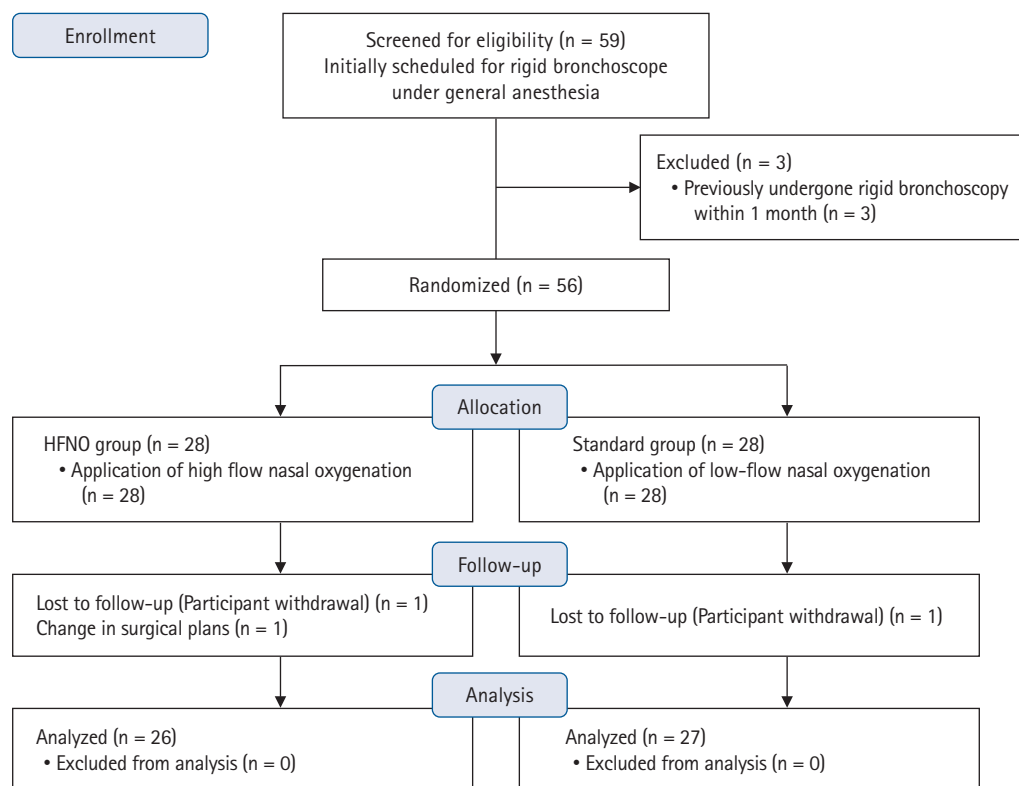 Enrollment
Screened for eligibility (n = 59)
Initially scheduled for rigid bronchoscope
under general anesthesia
Excluded (n = 3)
• Previously undergone rigid bronchoscopy
within 1 month (n = 3)
Randomized (n = 56)
Allocation
HFNO group (n = 28)
• Application of high flow nasal oxygenation
(n = 28)
Standard group (n = 28)
• Application of low-flow nasal oxygenation
(n = 28)
Follow-up
Lost to follow-up (Participant withdrawal) (n = 1)
Change in surgical plans (n = 1)
Lost to follow-up (Participant withdrawal) (n = 1)
Analysis
Analyzed (n = 26)
• Excluded from analysis (n = 0)
Analyzed (n = 27)
• Excluded from analysis (n = 0)